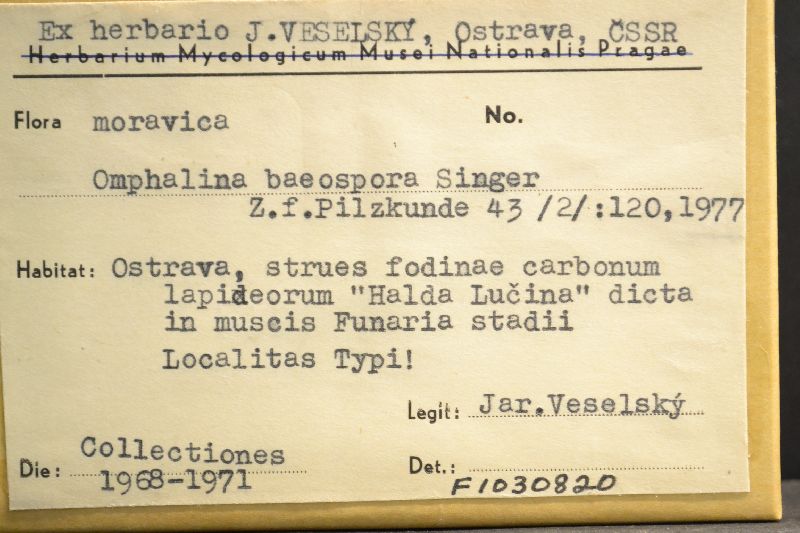 Ex herbario J.VESELSKÝ, Ostrava, ČSSR
Herbarium Mycologicum Musei Nationalis Pragae
Flora moravica No.
Omphalina baeospora Singer
Z.f.Pilzkunde 43 /2/:120,1977
Habitat: Ostrava, strues fodinae carbonum
lapideorum "Halda Lučina" dicta
in muscis Funaria stadii
Localitas Typi!
Legit: Jar.Veselský
Die: Collectiones
1968-1971
Det.:
F1030820